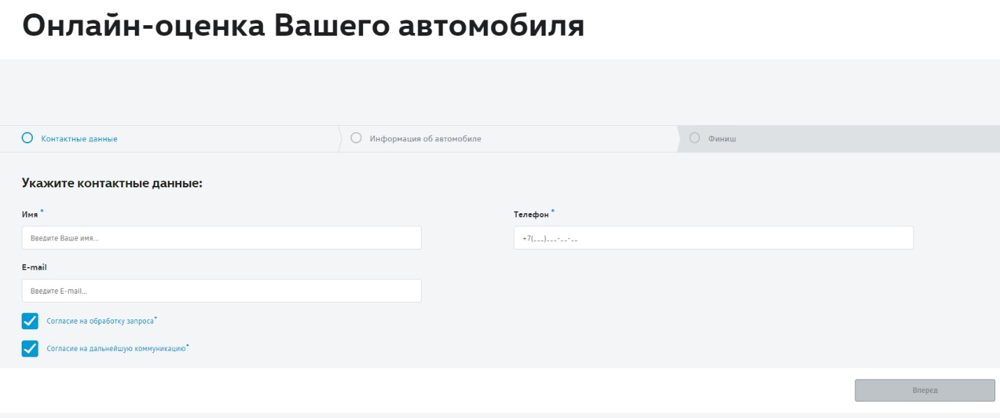 Онлайн-оценка Вашего автомобиля
Контактные данные
Информация об автомобиле
Финиш
Укажите контактные данные:
Имя *
Телефон *
Введите Ваше имя...
+7(___)___-__-__
E-mail
Введите E-mail...
Согласие на обработку запроса*
Согласие на дальнейшую коммуникацию*
Вперед